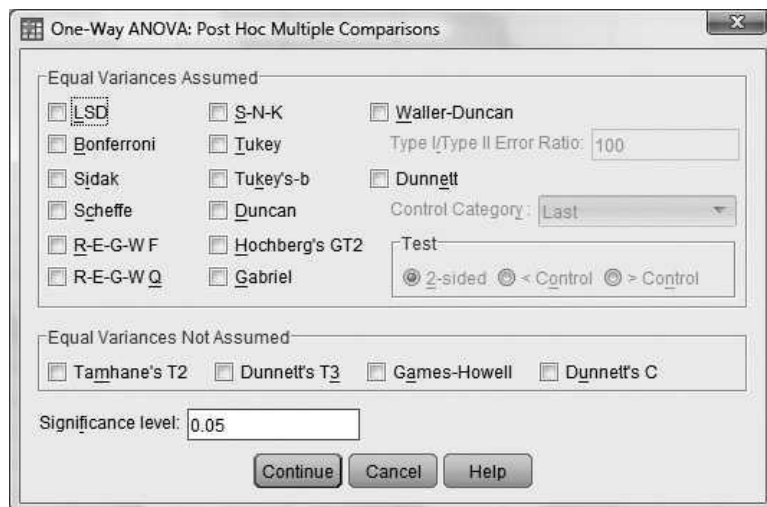 One-Way ANOVA: Post Hoc Multiple Comparisons
Equal Variances Assumed
LSD S-N-K Waller-Duncan
Bonferroni Tukey Type I/Type II Error Ratio: 100
Sidak Tukey's-b Dunnett
Scheffe Duncan Control Category: Last
R-E-G-W F Hochberg's GT2 Test
R-E-G-W Q Gabriel 2-sided < Control > Control
Equal Variances Not Assumed
Tamhane's T2 Dunnett's T3 Games-Howell Dunnett's C
Significance level: 0.05
Continue Cancel Help